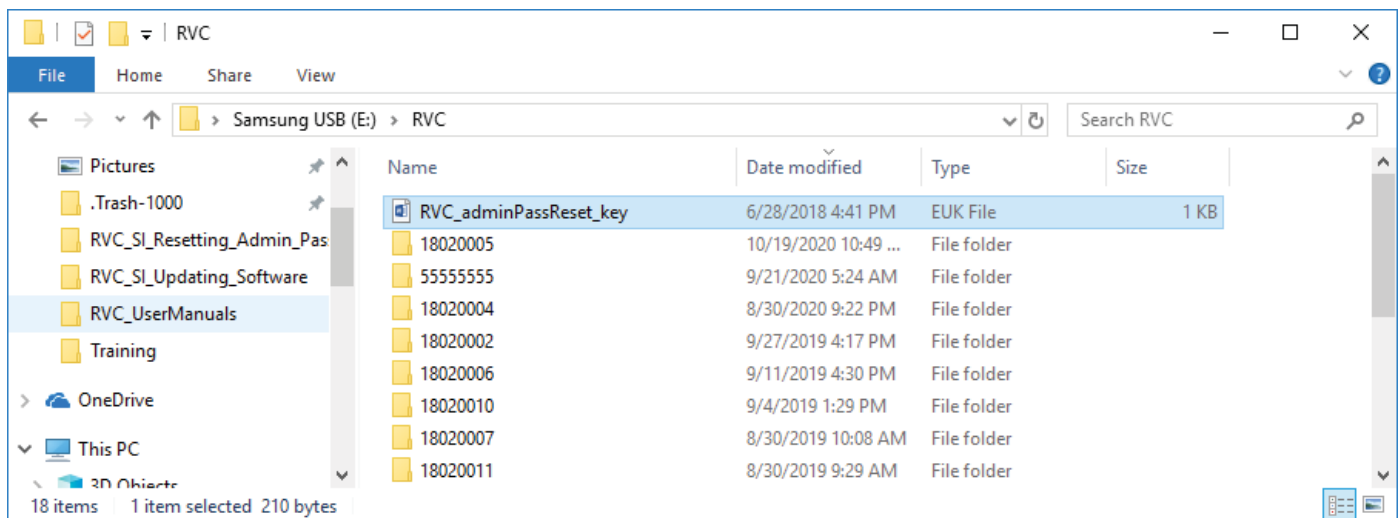 RVC
File Home Share View
Samsung USB (E:) > RVC Search RVC
Pictures
.Trash-1000
RVC_SI_Resetting_Admin_Pas
RVC_SI_Updating_Software
RVC_UserManuals
Training
OneDrive
This PC
3D Objects
Name Date modified Type Size
RVC_adminPassReset_key 6/28/2018 4:41 PM EUK File 1 KB
18020005 10/19/2020 10:49 ... File folder
55555555 9/21/2020 5:24 AM File folder
18020004 8/30/2020 9:22 PM File folder
18020002 9/27/2019 4:17 PM File folder
18020006 9/11/2019 4:30 PM File folder
18020010 9/4/2019 1:29 PM File folder
18020007 8/30/2019 10:08 AM File folder
18020011 8/30/2019 9:29 AM File folder
18 items 1 item selected 210 bytes